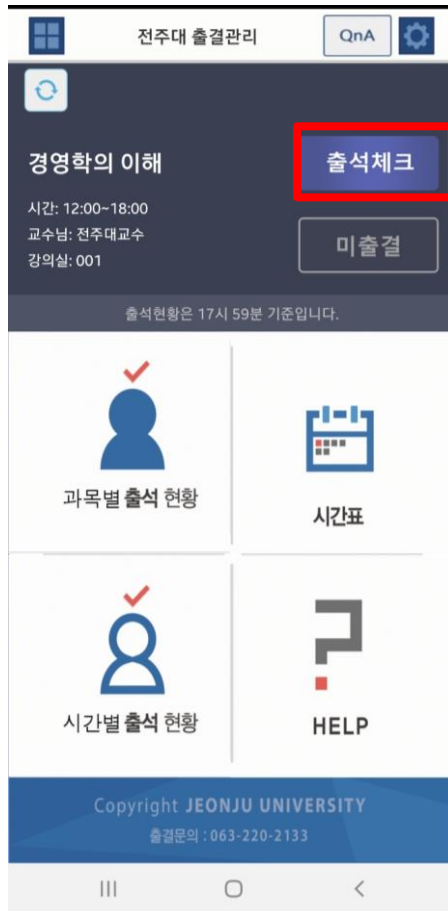 전주대 출결관리
QnA
경영학의 이해
출석체크
시간: 12:00~18:00
교수님: 전주대교수
강의실: 001
미출결
출석현황은 17시 59분 기준입니다.
과목별 출석 현황
시간표
시간별 출석 현황
HELP
Copyright JEONJU UNIVERSITY
출결문의 : 063-220-2133